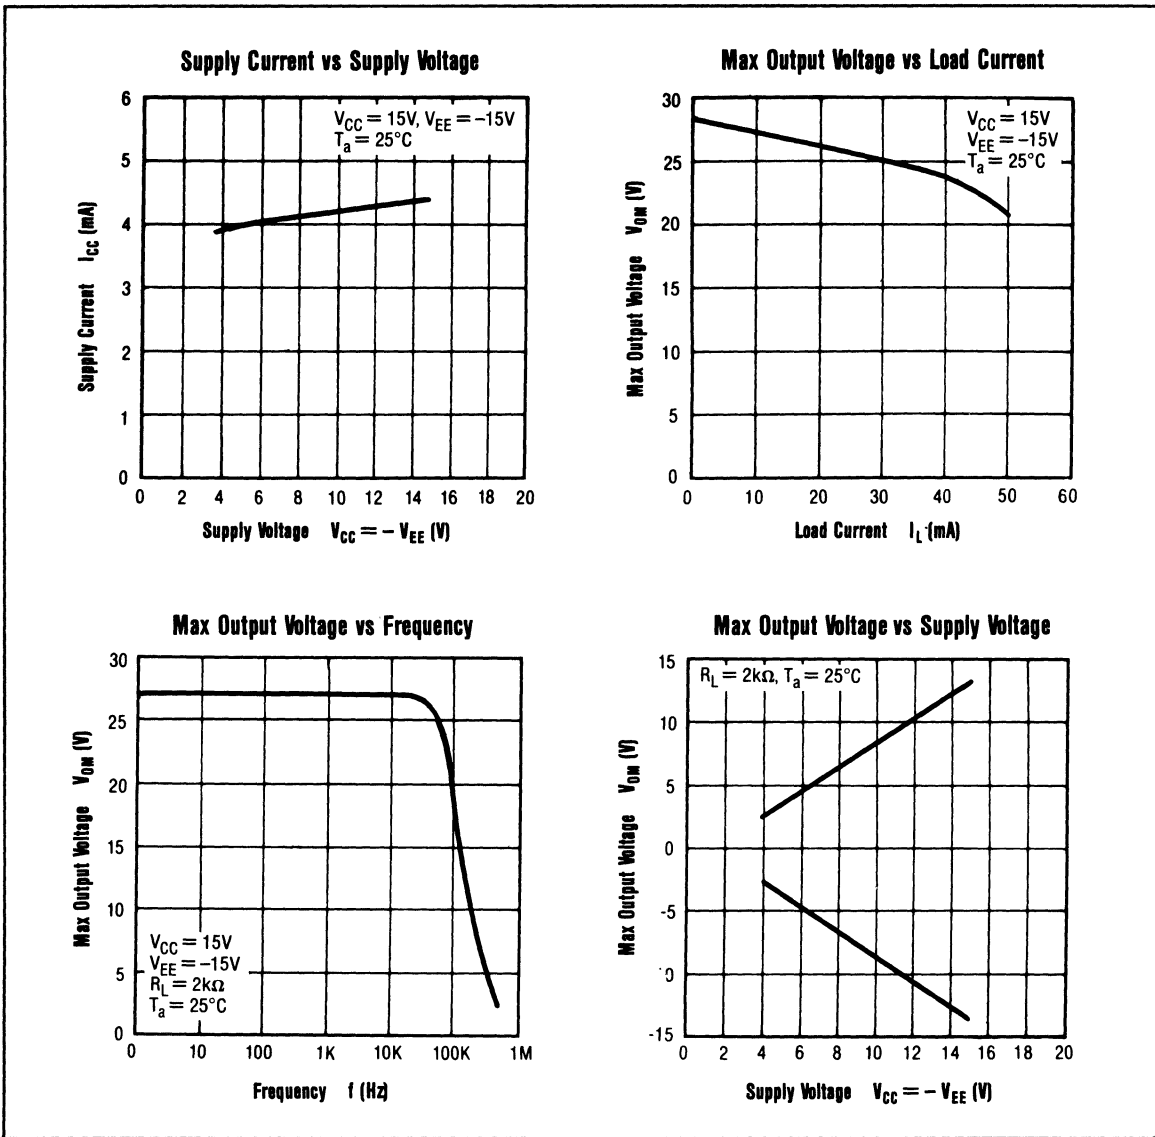 Supply Current vs Supply Voltage
6
5
4
3
2
1
0
V_CC = 15V, V_EE = –15V
T_a = 25°C
Supply Current I_CC (mA)
0 2 4 6 8 10 12 14 16 18 20
Supply Voltage V_CC = – V_EE (V)
Max Output Voltage vs Load Current
30
25
20
15
10
5
0
V_CC = 15V
V_EE = –15V
T_a = 25°C
Max Output Voltage V_OM (V)
0 10 20 30 40 50 60
Load Current I_L (mA)
Max Output Voltage vs Frequency
30
25
20
15
10
5
0
V_CC = 15V
V_EE = –15V
R_L = 2kΩ
T_a = 25°C
Max Output Voltage V_OM (V)
0 10 100 1K 10K 100K 1M
Frequency f (Hz)
Max Output Voltage vs Supply Voltage
15
10
5
0
-5
0
-15
R_L = 2kΩ, T_a = 25°C
Max Output Voltage V_OM (V)
0 2 4 6 8 10 12 14 16 18 20
Supply Voltage V_CC = – V_EE (V)